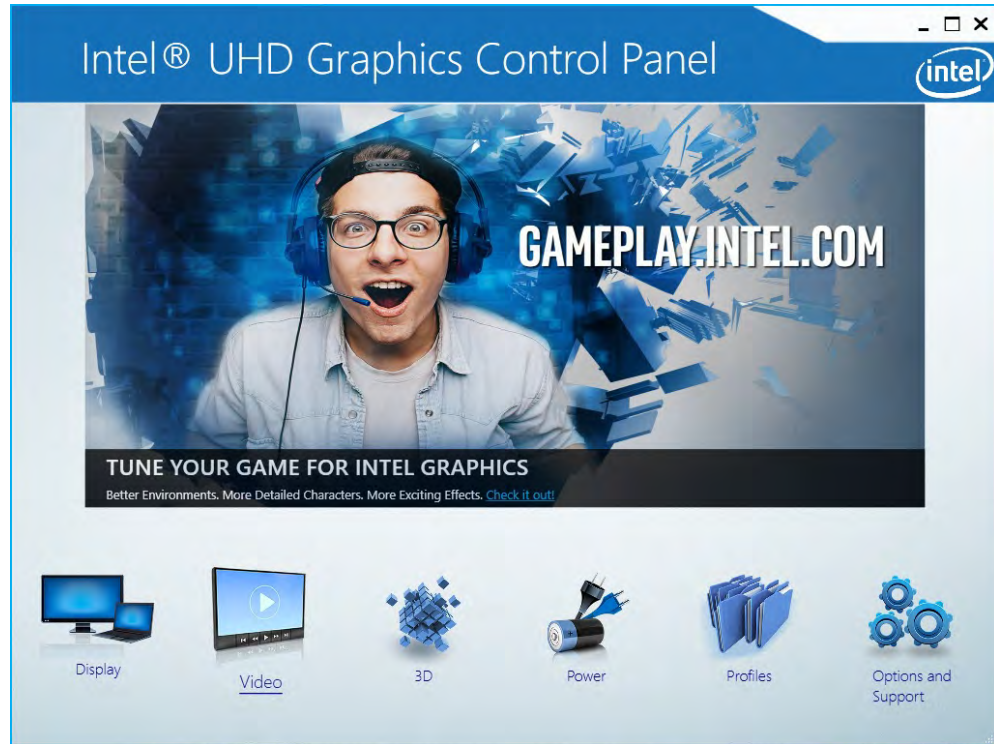 Intel® UHD Graphics Control Panel
intel
GAMEPLAY.INTEL.COM
TUNE YOUR GAME FOR INTEL GRAPHICS
Better Environments. More Detailed Characters. More Exciting Effects. Check it out!
Display
Video
3D
Power
Profiles
Options and
Support